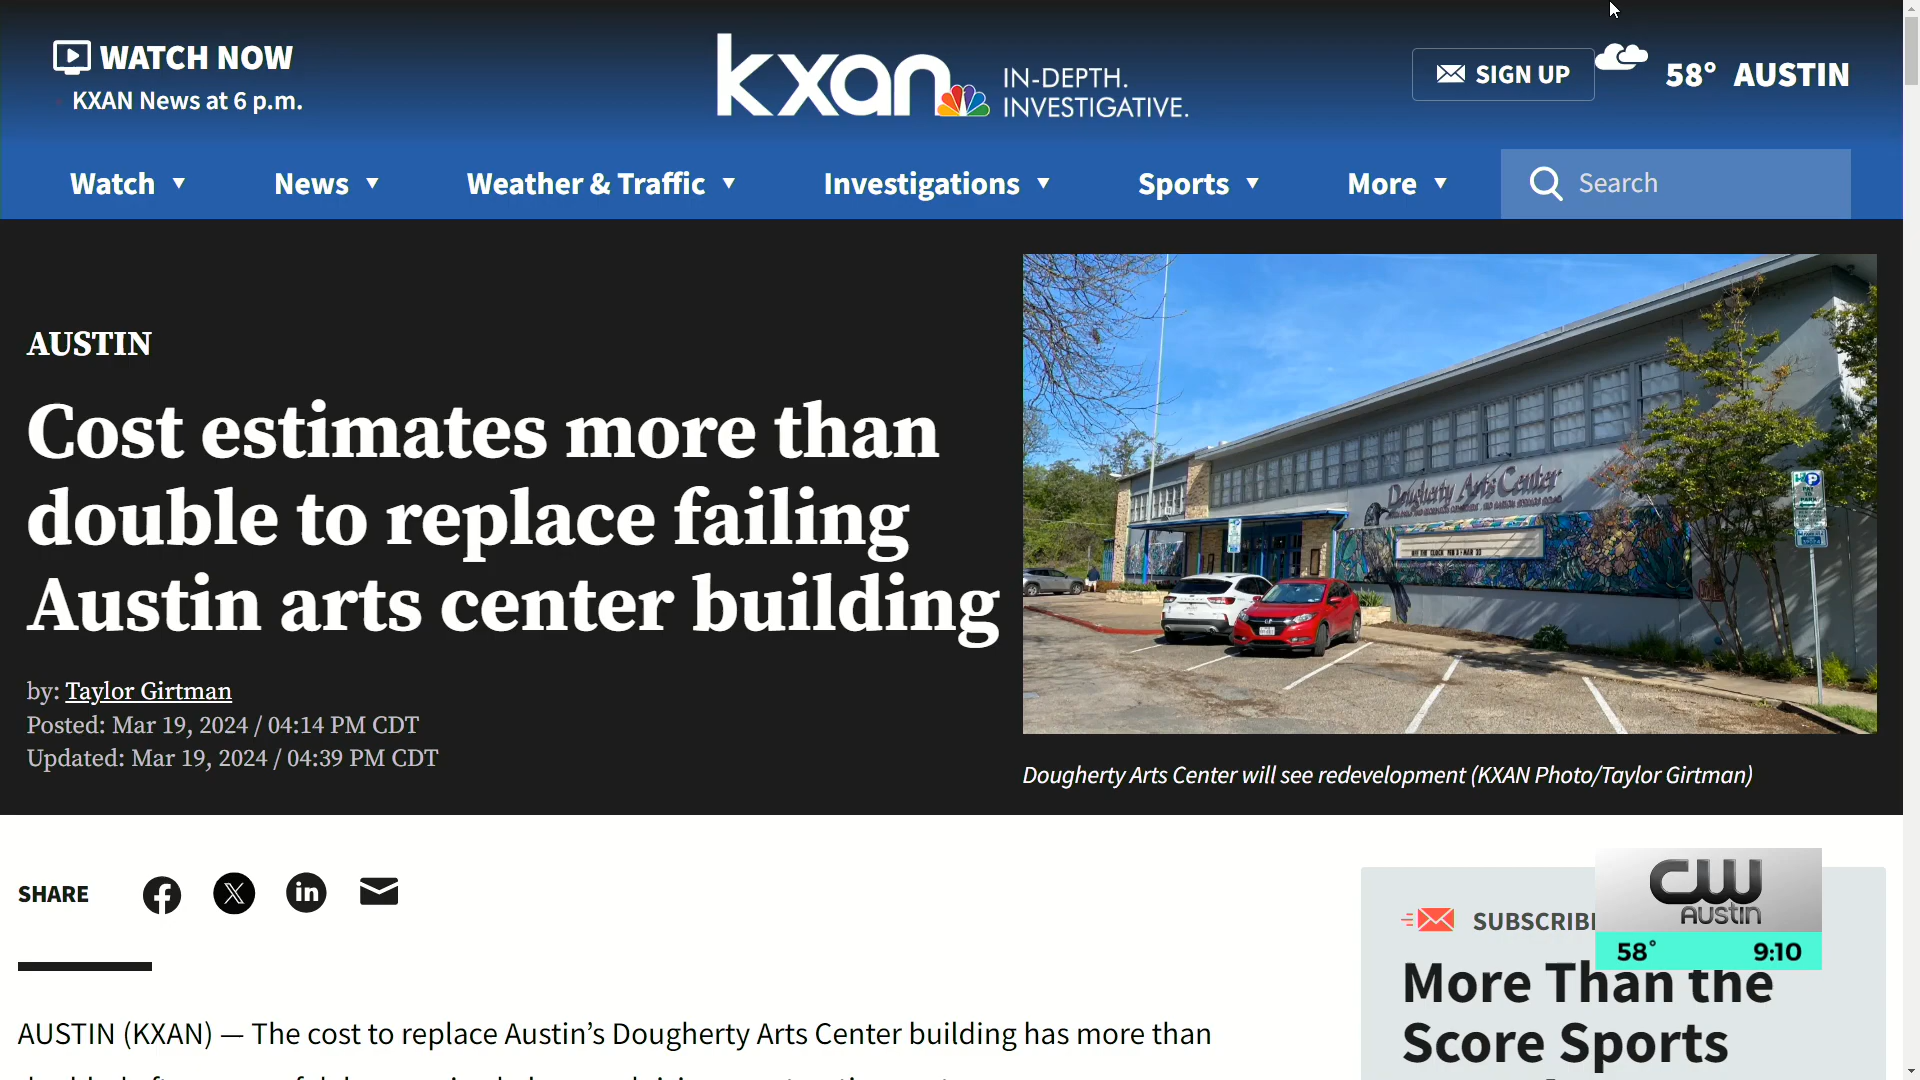 WATCH NOW
KXAN News at 6 p.m.
kxan
IN-DEPTH.
INVESTIGATIVE.
SIGN UP
58° AUSTIN
Watch
News
Weather & Traffic
Investigations
Sports
More
Search
AUSTIN
Cost estimates more than
double to replace failing
Austin arts center building
by: Taylor Girtman
Posted: Mar 19, 2024 / 04:14 PM CDT
Updated: Mar 19, 2024 / 04:39 PM CDT
Dougherty Arts Center
Dougherty Arts Center will see redevelopment (KXAN Photo/Taylor Girtman)
SHARE
AUSTIN (KXAN) — The cost to replace Austin’s Dougherty Arts Center building has more than
CW
AUSTIN
58° 9:10
More Than the
Score Sports